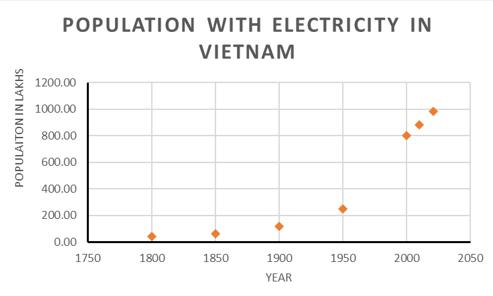 POPULATION WITH ELECTRICITY IN
VIETNAM
POPULAITON IN LAKHS
1200.00
1000.00
800.00
600.00
400.00
200.00
0.00
1750 1800 1850 1900 1950 2000 2050
YEAR